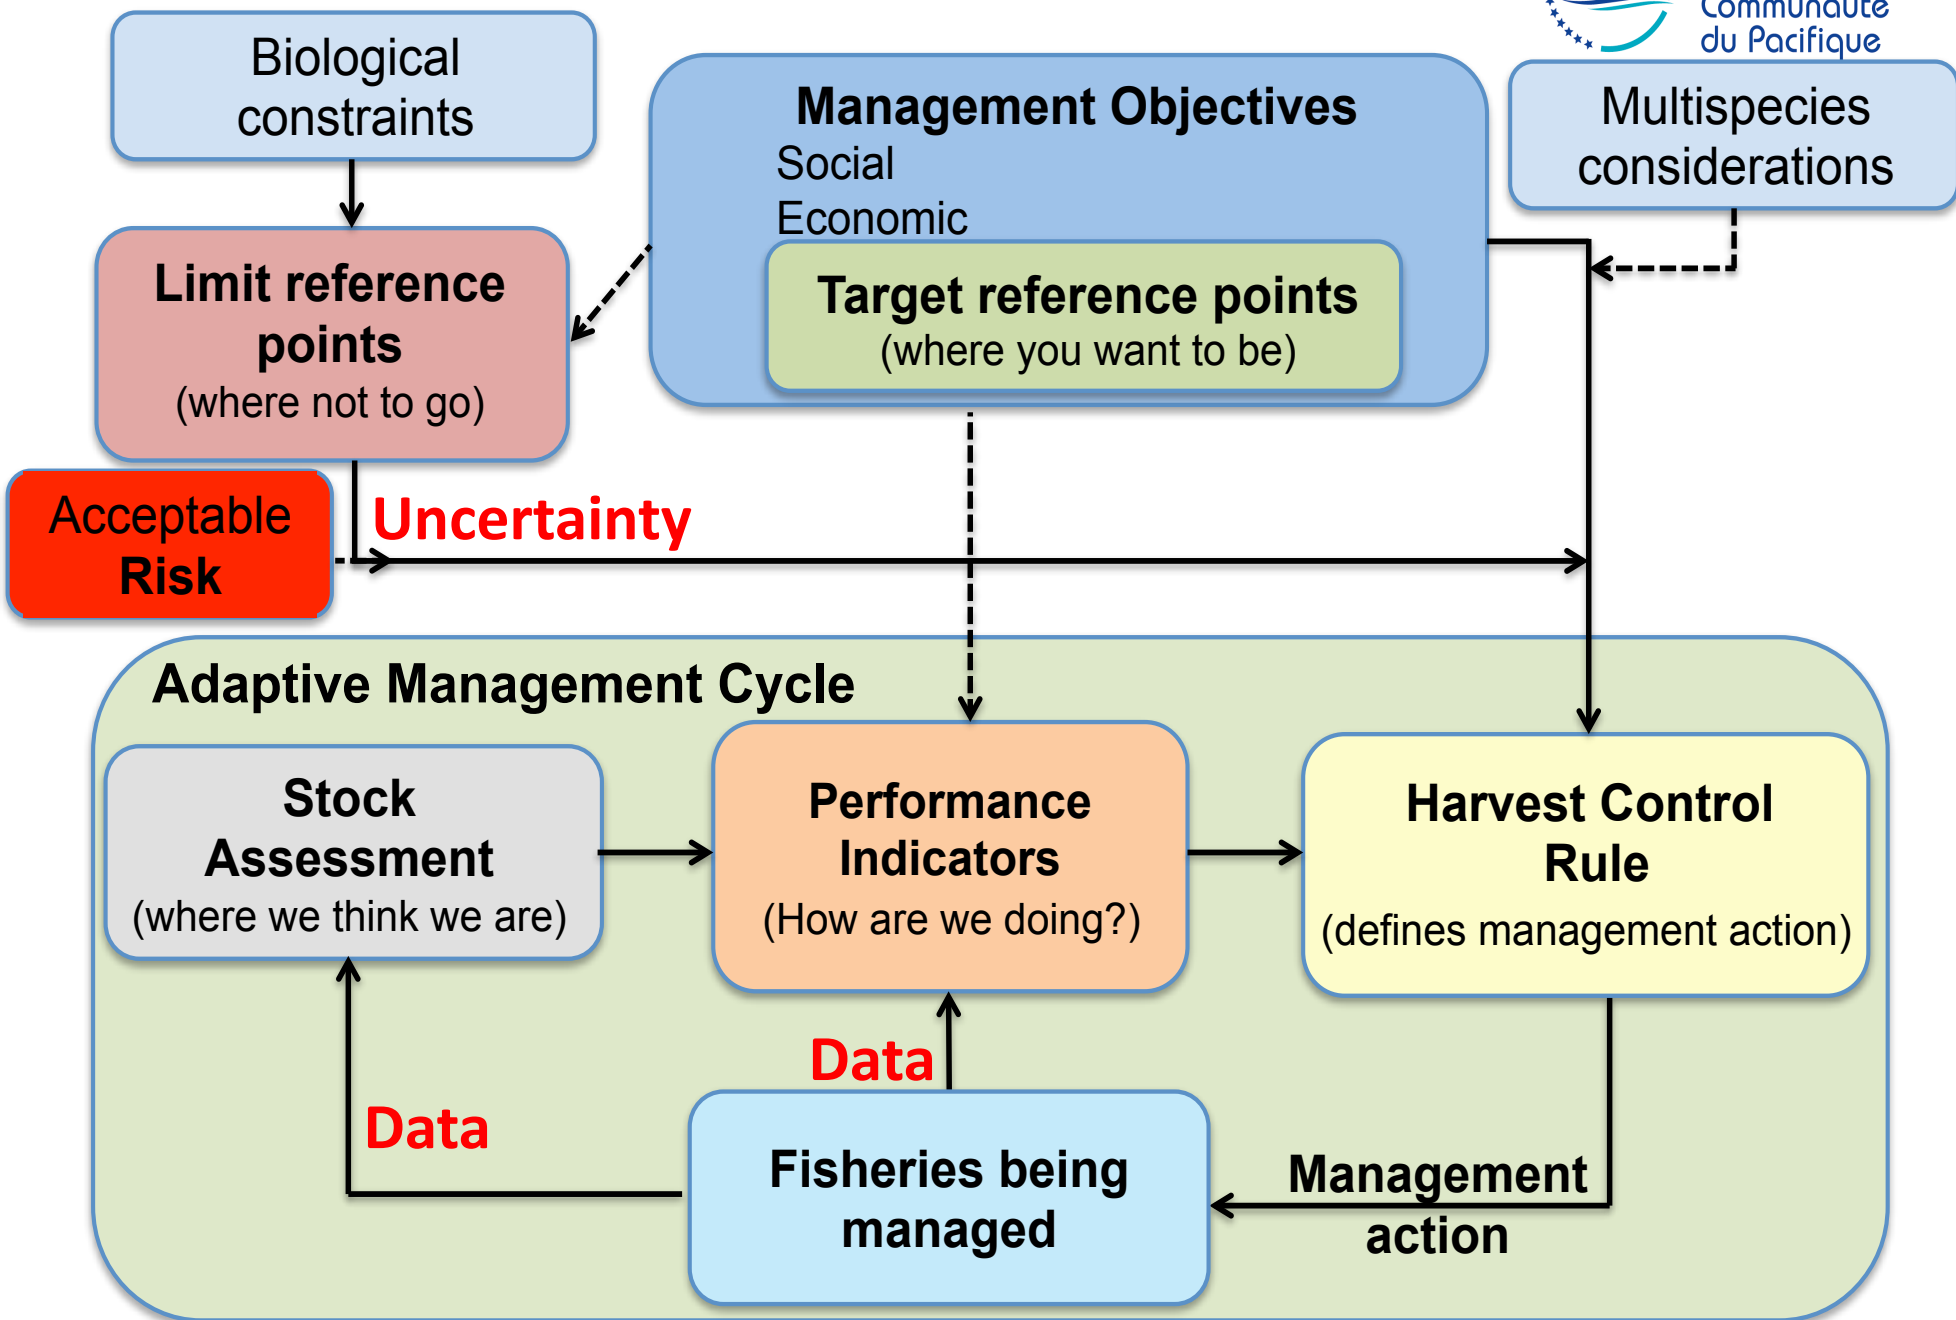 Communauté
du Pacifique
Biological
constraints
Management Objectives
Social
Economic
Multispecies
considerations
Limit reference
points
(where not to go)
Target reference points
(where you want to be)
Acceptable
Risk
Uncertainty
Adaptive Management Cycle
Stock
Assessment
(where we think we are)
Performance
Indicators
(How are we doing?)
Harvest Control
Rule
(defines management action)
Data
Data
Fisheries being
managed
Management
action